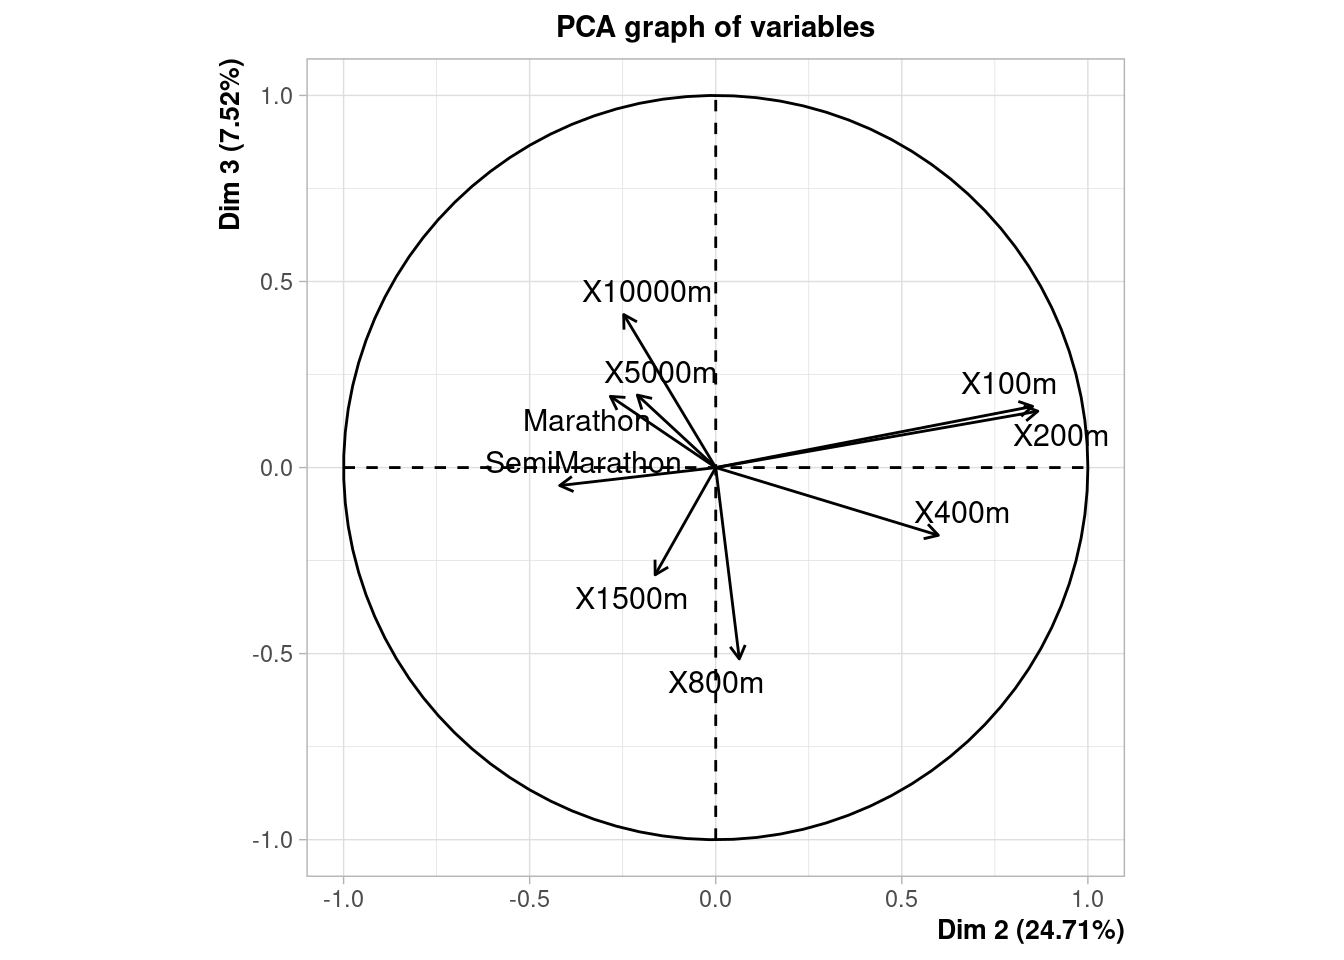 PCA graph of variables
Dim 3 (7.52%)
1.0
0.5
0.0
-0.5
-1.0
X10000m
X5000m
X100m
Marathon
X200m
SemiMarathon
X400m
X1500m
X800m
-1.0
-0.5
0.0
0.5
1.0
Dim 2 (24.71%)